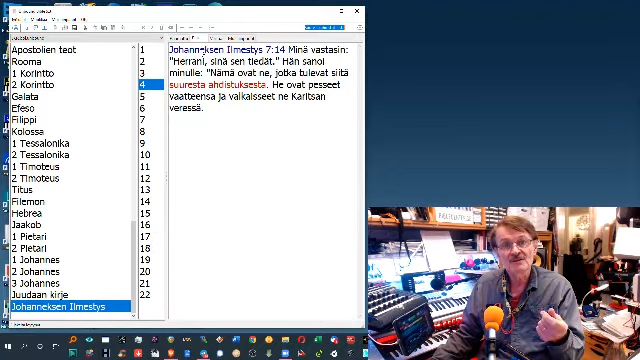 Apostolien teot
Rooma
1 Korintto
2 Korintto
Galata
Efeso
Filippi
Kolossa
1 Tessalonika
2 Tessalonika
1 Timoteus
2 Timoteus
Titus
Filemon
Hebrea
Jaakob
1 Pietari
2 Pietari
1 Johannes
2 Johannes
3 Johannes
Juudaan kirje
Johanneksen Ilmestys
1
2
3
4
5
6
7
8
9
10
11
12
13
14
15
16
17
18
19
20
21
22
Johanneksen Ilmestys 7:14 Minä vastasin:
"Herrani, sinä sen tiedät." Hän sanoi
minulle: "Nämä ovat ne, jotka tulevat siitä
suuresta ahdistuksesta. He ovat pesseet
vaatteensa ja valkaisseet ne Karitsan
veressä.